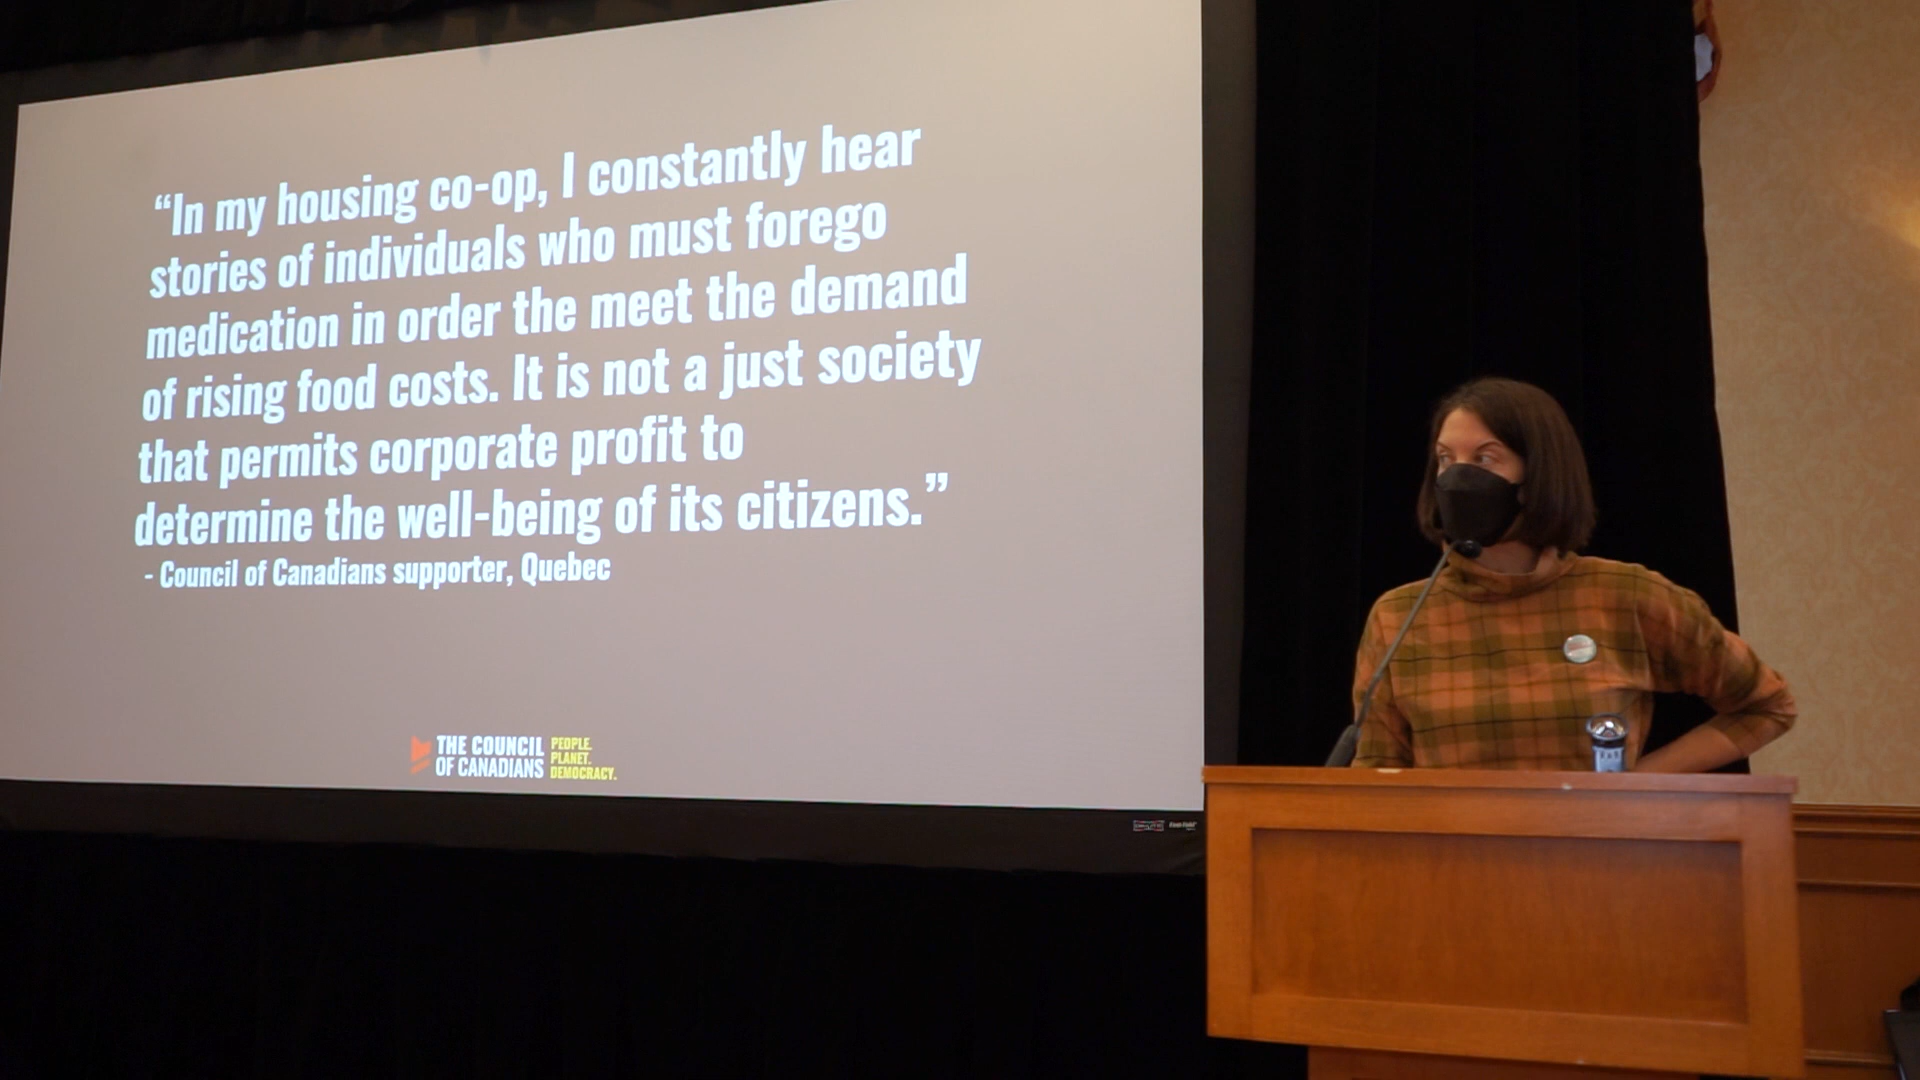 “In my housing co-op, I constantly hear
stories of individuals who must forego
medication in order the meet the demand
of rising food costs. It is not a just society
that permits corporate profit to
determine the well-being of its citizens.”
- Council of Canadians supporter, Quebec
THE COUNCIL
OF CANADIANS
PEOPLE.
PLANET.
DEMOCRACY.